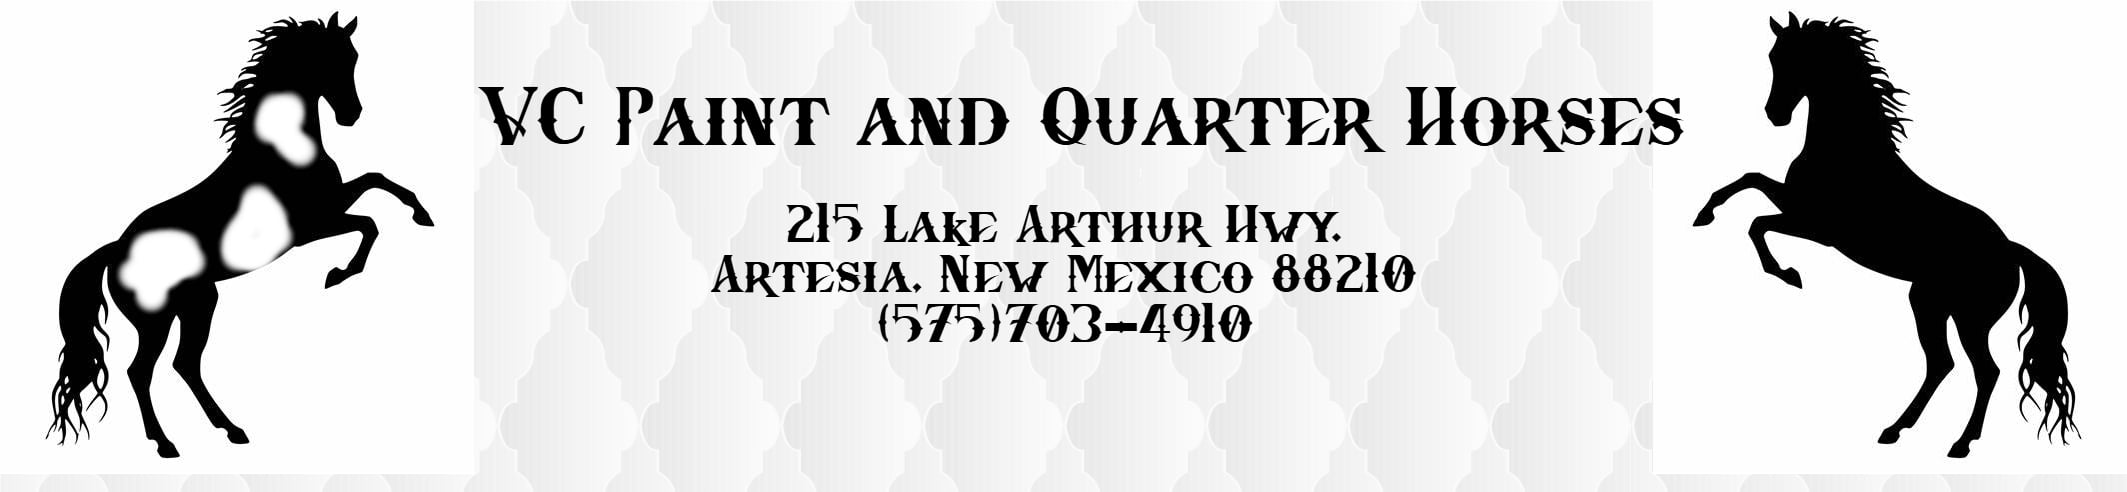 VC Paint and Quarter Horses
215 Lake Arthur Hwy.
Artesia, New Mexico 88210
(575)703-4910